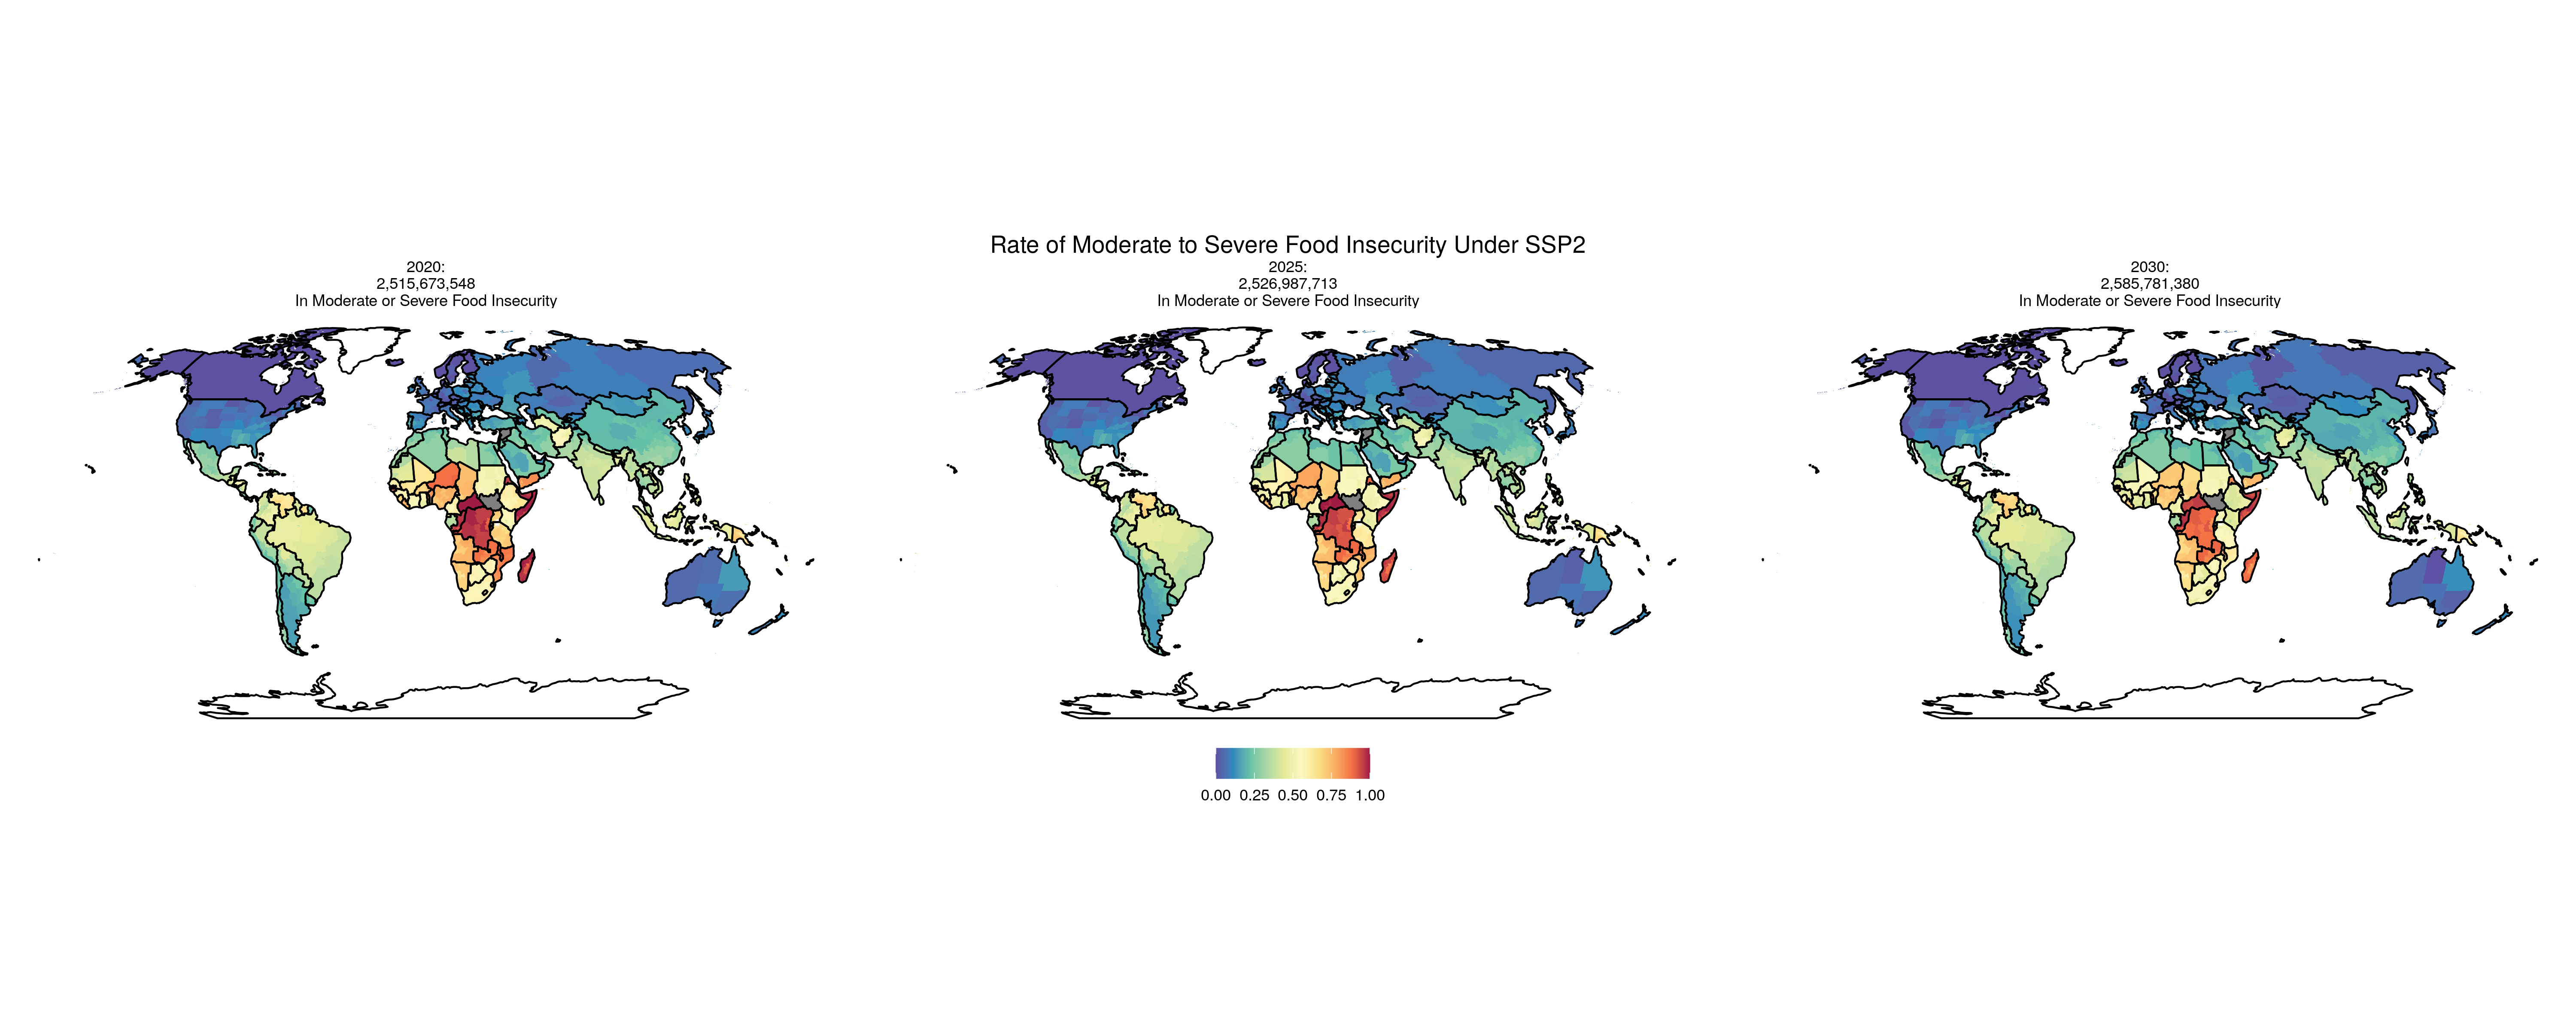 Rate of Moderate to Severe Food Insecurity Under SSP2
2020:
2,515,673,548
In Moderate or Severe Food Insecurity
2025:
2,526,987,713
In Moderate or Severe Food Insecurity
2030:
2,585,781,380
In Moderate or Severe Food Insecurity
0.00 0.25 0.50 0.75 1.00